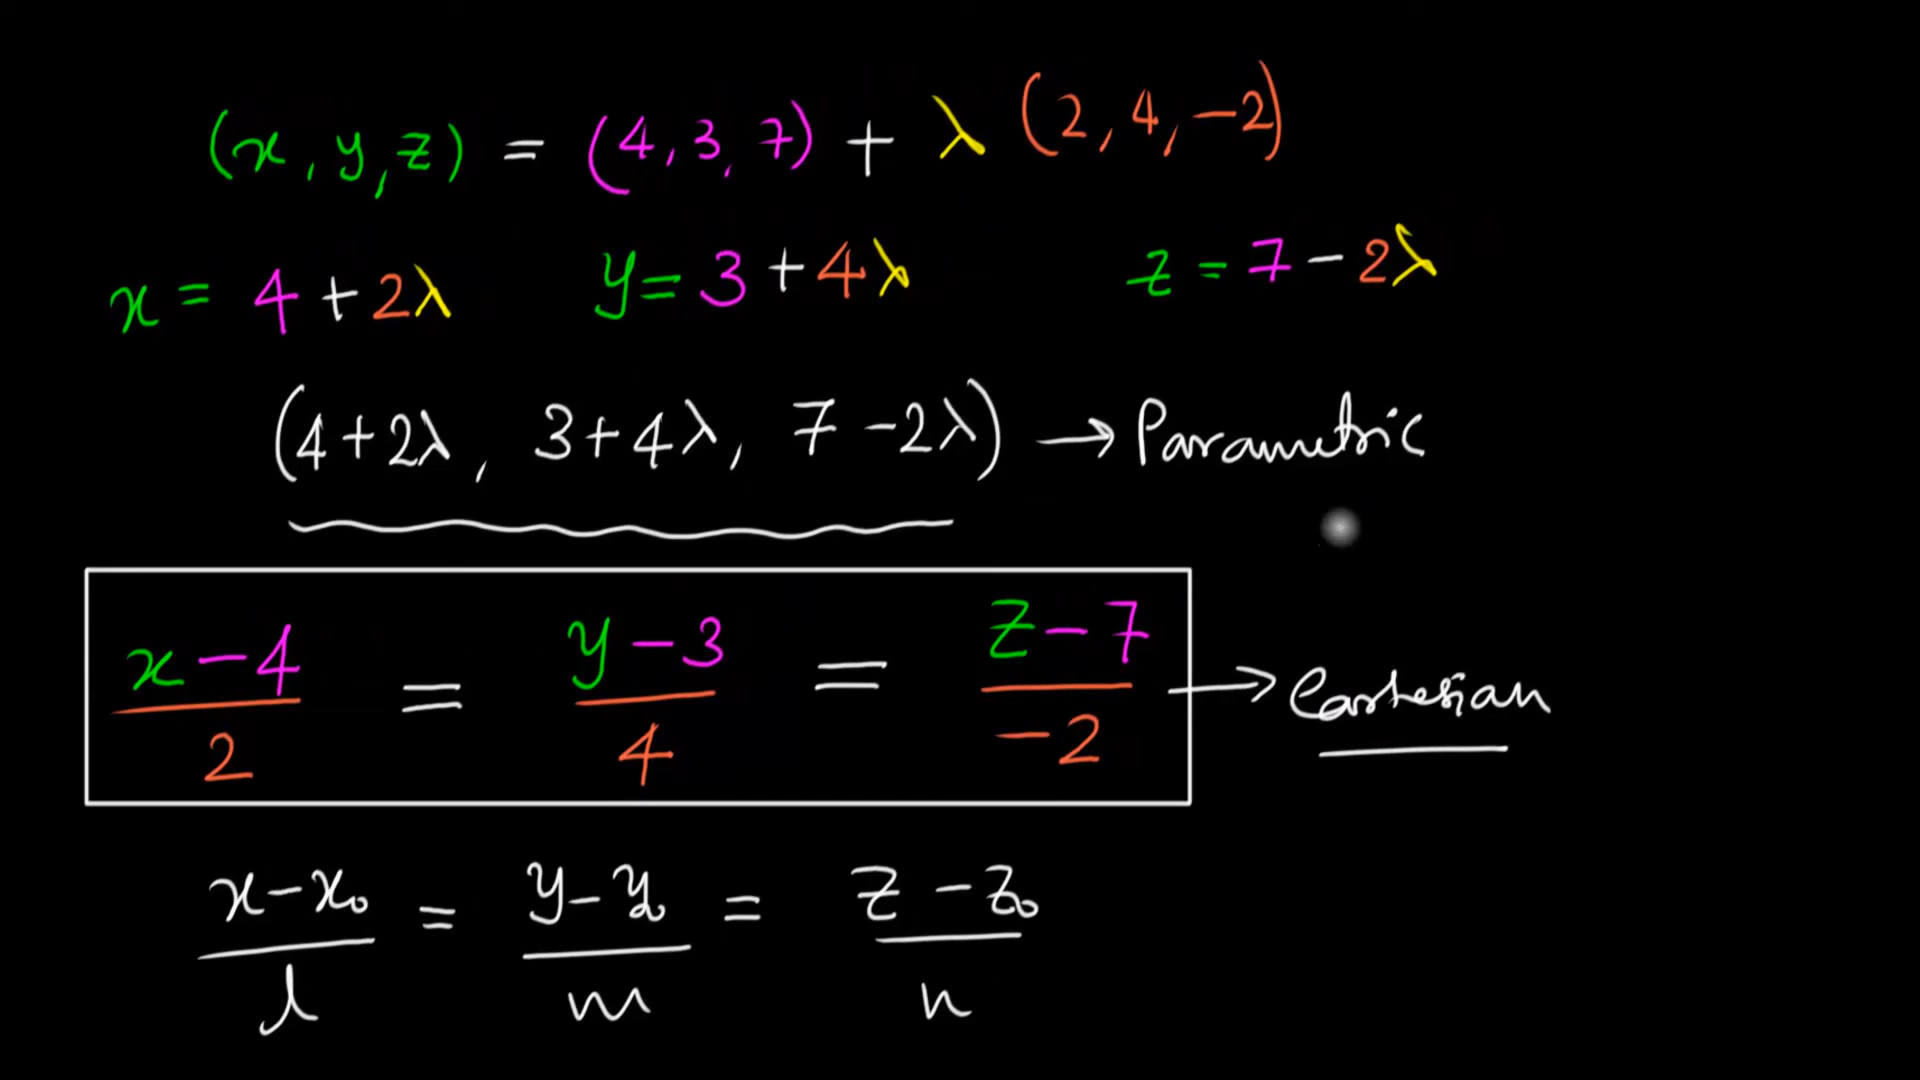 (x, y, z) = (4, 3, 7) + λ (2, 4, -2)
x = 4 + 2λ y = 3 + 4λ z = 7 - 2λ
(4 + 2λ, 3 + 4λ, 7 - 2λ) → Parametric
x - 4 / 2 = y - 3 / 4 = z - 7 / -2 → Cartesian
x - x₀ / l = y - y₀ / m = z - z₀ / n